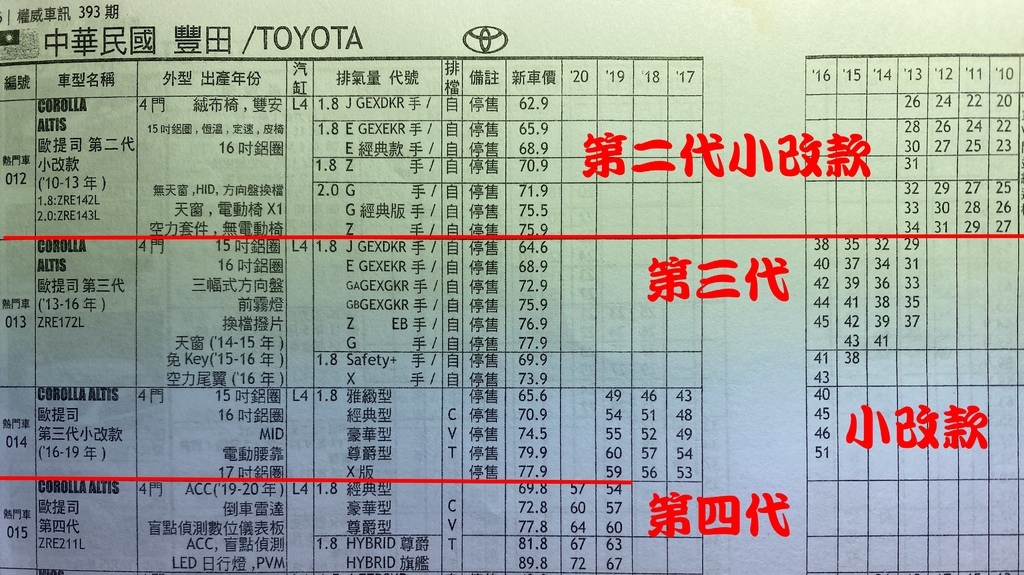 6 | 權威車訊 393 期
中華民國 豐田 /TOYOTA
編號 車型名稱 外型 出產年份 汽缸 排氣量 代號 排檔 備註 新車價 '20 '19 '18 '17 '16 '15 '14 '13 '12 '11 '10
COROLLA 4門 絨布椅,雙安 L4 1.8 J GEXDKR 手/自 停售 62.9 26 24 22 20
ALTIS 15吋鋁圈,恆溫,定速,皮椅 1.8 E GEXEKR 手/自 停售 65.9 28 26 24 22
歐提司 第二代 16吋鋁圈 E 經典款 手/自 停售 68.9 30 27 25 23
熱門車 小改款 1.8 Z 手/自 停售 70.9 31
012 ('10-13年) 無天窗,HID,方向盤換檔 2.0 G 手/自 停售 71.9 32 29 27 25
1.8:ZRE142L 天窗,電動椅X1 G 經典版 手/自 停售 75.5 33 30 28 26
2.0:ZRE143L 空力套件,無電動椅 Z 手/自 停售 75.9 34 31 29 27
第二代小改款
COROLLA 4門 15吋鋁圈 L4 1.8 J GEXDKR 手/自 停售 64.6 38 35 32 29
ALTIS 16吋鋁圈 E GEXEKR 手/自 停售 68.9 40 37 34 31
歐提司 第三代 三幅式方向盤 GAGEXGKR 手/自 停售 72.9 42 39 36 33
熱門車 ('13-16年) 前霧燈 GBGEXGKR 手/自 停售 75.9 44 41 38 35
013 ZRE172L 換檔撥片 Z EB 手/自 停售 76.9 45 42 39 37
天窗('14-15年) G 手/自 停售 77.9 43 41
免Key('15-16年) 1.8 Safety+ 手/自 停售 69.9 41 38
空力尾翼('16年) X 手/自 停售 73.9 43
第三代
COROLLA ALTIS 4門 15吋鋁圈 L4 1.8 雅緻型 停售 65.6 49 46 43 40
歐提司 16吋鋁圈 經典型 C 停售 70.9 54 51 48 45
熱門車 第三代小改款 MID 豪華型 V 停售 74.5 55 52 49 46
014 ('16-19年) 電動腰靠 尊爵型 T 停售 79.9 60 57 54 51
17吋鋁圈 X版 停售 77.9 59 56 53
小改款
COROLLA ALTIS 4門 ACC('19-20年) L4 1.8 經典型 69.8 57 54
熱門車 歐提司 倒車雷達 豪華型 C 72.8 60 57
015 第四代 盲點偵測數位儀表板 尊爵型 V 77.8 64 60
ZRE211L ACC,盲點偵測 1.8 HYBRID 尊爵 T 81.8 67 63
LED 日行燈,PVM HYBRID 旗艦 89.8 72 67
第四代